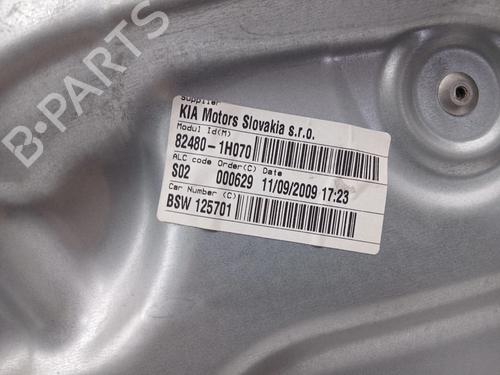 B-PARTS
Supplier
KIA Motors Slovakia s.r.o.
Modul Id(M)
82480-1H070
ALC code Order(C) Date
S02 000629 11/09/2009 17:23
Car Number (C)
BSW 125701